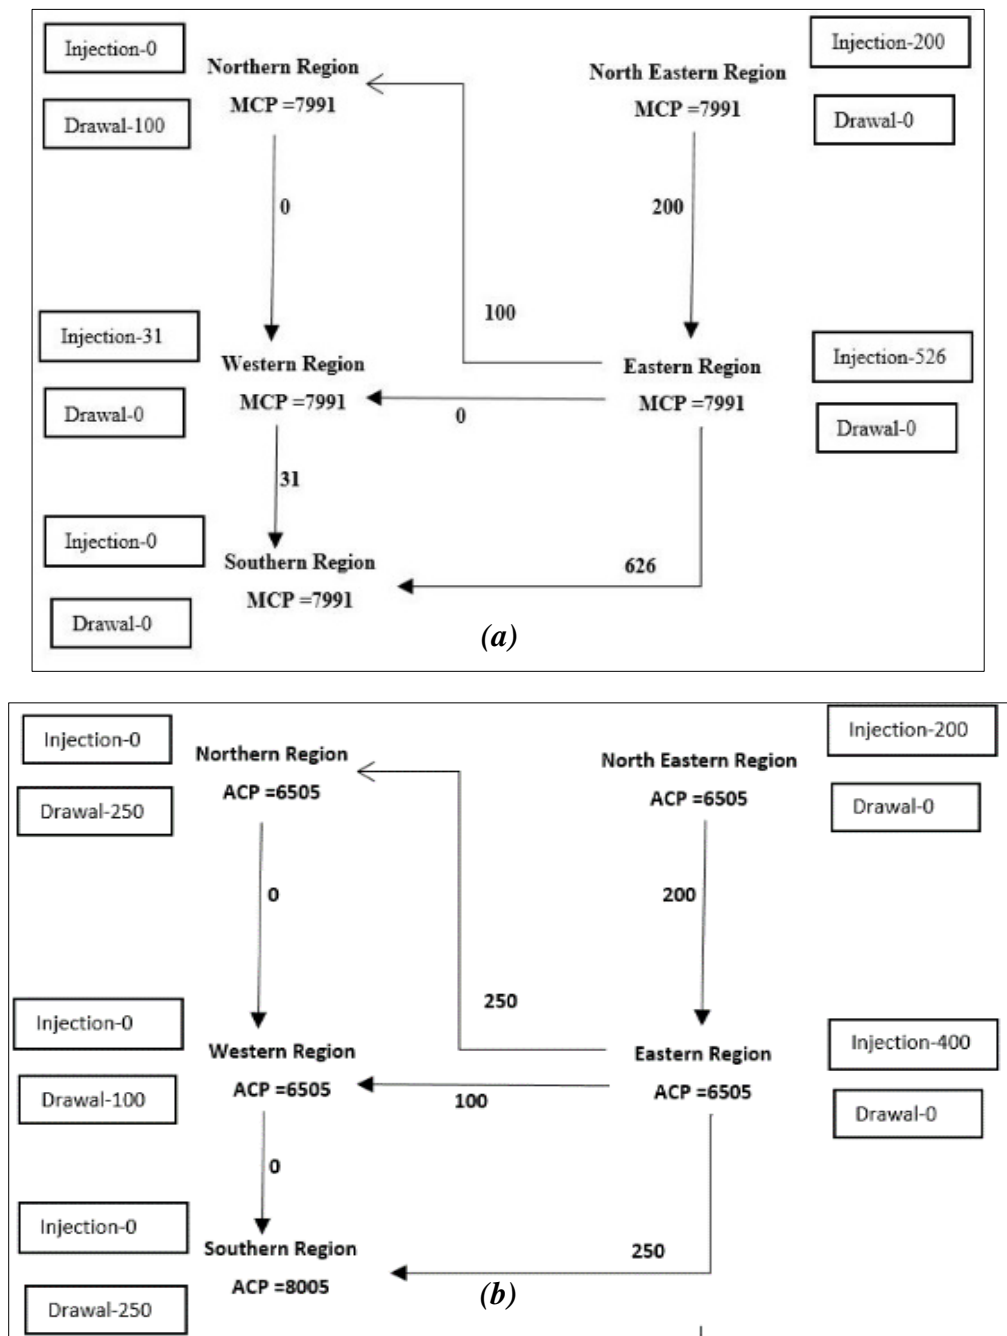 Injection-0
Northern Region
MCP =7991
Drawal-100
Injection-200
North Eastern Region
MCP =7991
Drawal-0
0
200
100
Injection-31
Western Region
MCP =7991
Drawal-0
Eastern Region
MCP =7991
Injection-526
Drawal-0
0
31
Injection-0
Southern Region
MCP =7991
Drawal-0
626
(a)
Injection-0
Northern Region
ACP =6505
Drawal-250
Injection-200
North Eastern Region
ACP =6505
Drawal-0
0
200
250
Injection-0
Western Region
ACP =6505
Drawal-100
Eastern Region
ACP =6505
Injection-400
Drawal-0
100
0
Injection-0
Southern Region
ACP =8005
Drawal-250
250
(b)